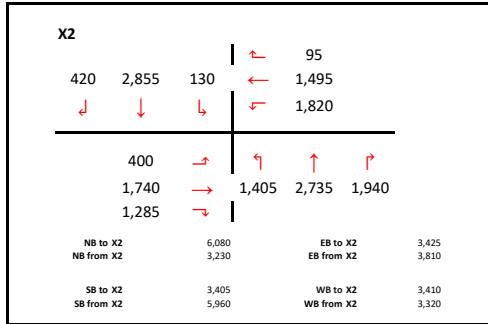 X2
95
420 2,855 130 1,495
1,820
400
1,740 1,405 2,735 1,940
1,285
NB to X2 6,080 EB to X2 3,425
NB from X2 3,230 EB from X2 3,810
SB to X2 3,405 WB to X2 3,410
SB from X2 5,960 WB from X2 3,320